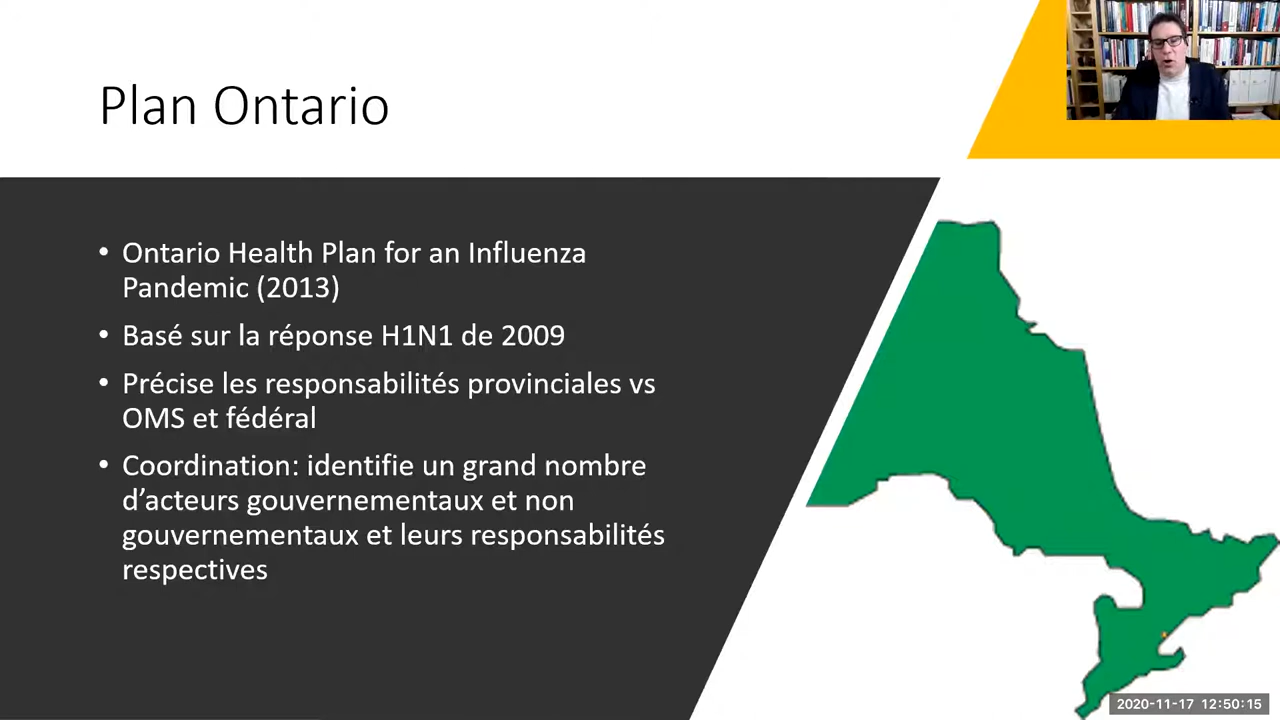 Plan Ontario
• Ontario Health Plan for an Influenza
Pandemic (2013)
• Basé sur la réponse H1N1 de 2009
• Précise les responsabilités provinciales vs
OMS et fédéral
• Coordination: identifie un grand nombre
d’acteurs gouvernementaux et non
gouvernementaux et leurs responsabilités
respectives
2020-11-17 12:50:15